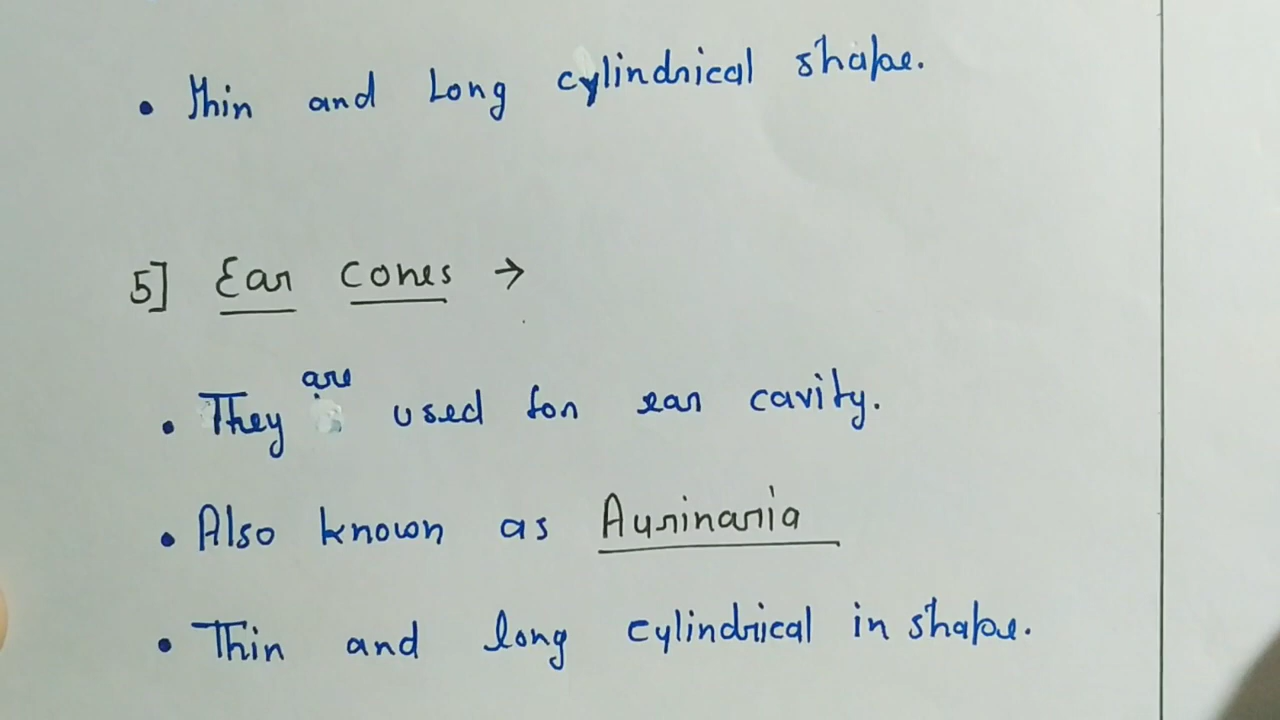 • thin and Long cylindrical shape.
5] Ear Cones →
are
• They used for ear cavity.
• Also known as Aurinaria
• Thin and long cylindrical in shape.